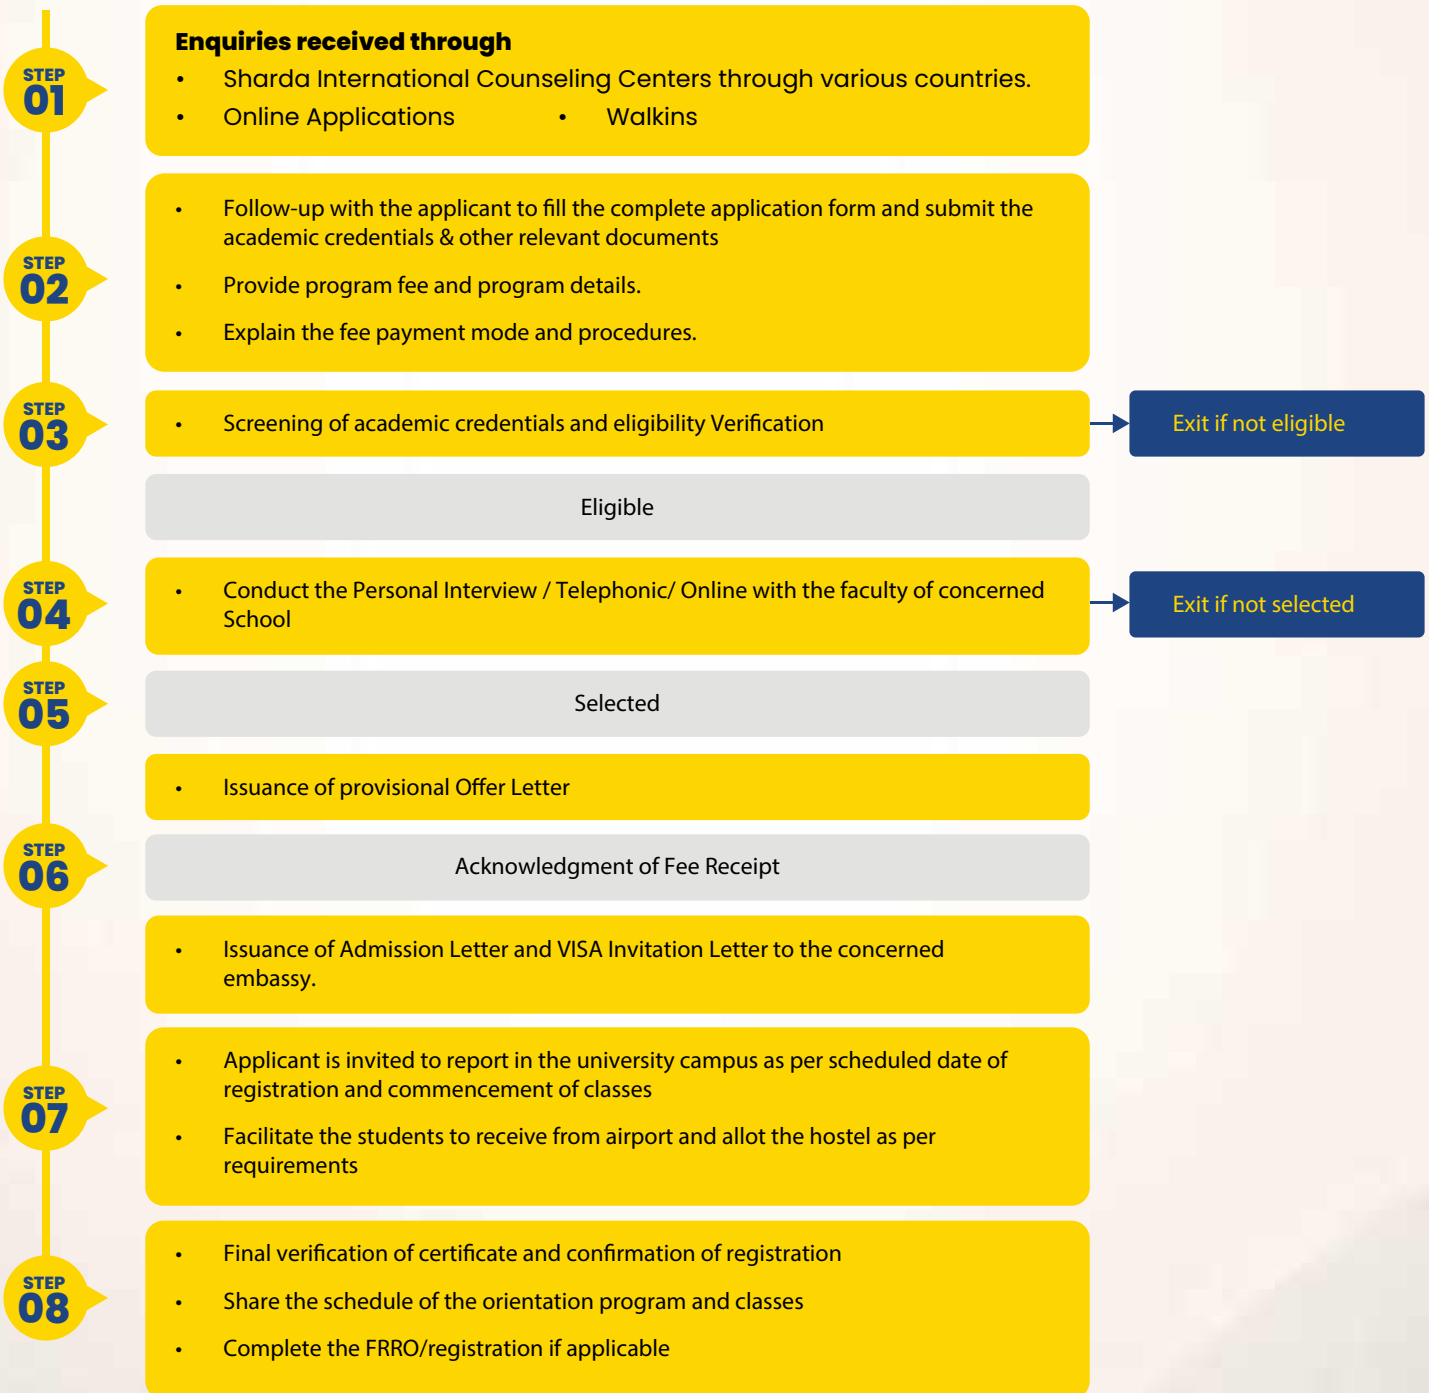 STEP
01
Enquiries received through
• Sharda International Counseling Centers through various countries.
• Online Applications • Walkins
STEP
02
• Follow-up with the applicant to fill the complete application form and submit the
academic credentials & other relevant documents
• Provide program fee and program details.
• Explain the fee payment mode and procedures.
STEP
03
• Screening of academic credentials and eligibility Verification
Exit if not eligible
Eligible
STEP
04
• Conduct the Personal Interview / Telephonic/ Online with the faculty of concerned
School
Exit if not selected
STEP
05
Selected
• Issuance of provisional Offer Letter
STEP
06
Acknowledgment of Fee Receipt
• Issuance of Admission Letter and VISA Invitation Letter to the concerned
embassy.
STEP
07
• Applicant is invited to report in the university campus as per scheduled date of
registration and commencement of classes
• Facilitate the students to receive from airport and allot the hostel as per
requirements
STEP
08
• Final verification of certificate and confirmation of registration
• Share the schedule of the orientation program and classes
• Complete the FRRO/registration if applicable